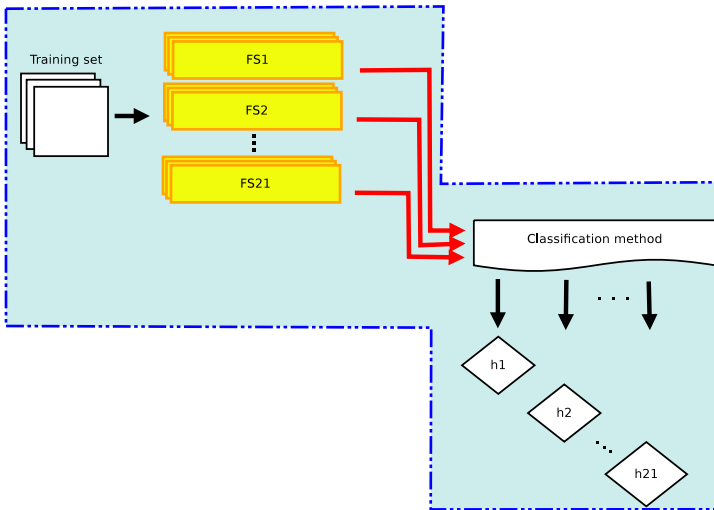 Training set
FS1
FS2
FS21
Classification method
h1
h2
h21